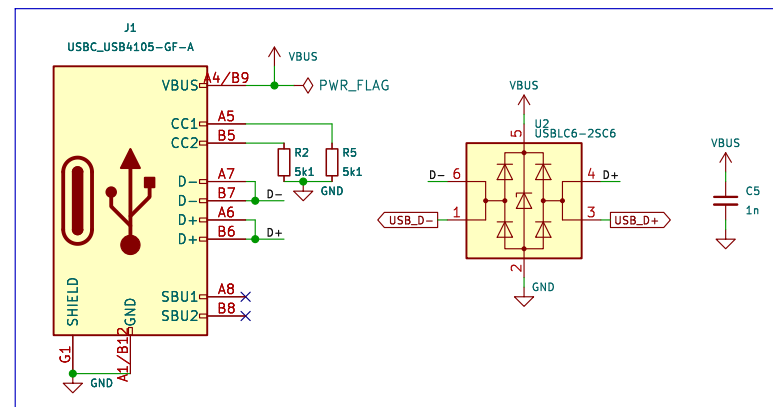 J1
USBC_USB4105-GF-A
VBUS
A4/B9
VBUS
PWR_FLAG
CC1
A5
CC2
B5
R2
5k1
R5
5k1
GND
D-
A7
D-
B7
D-
D+
A6
D+
B6
D+
SBU1
A8
SBU2
B8
SHIELD
GND
G1
A1/B12
GND
VBUS
U2
USBLC6-2SC6
5
D-
6
4
D+
USB_D-
1
3
USB_D+
2
GND
VBUS
C5
1n